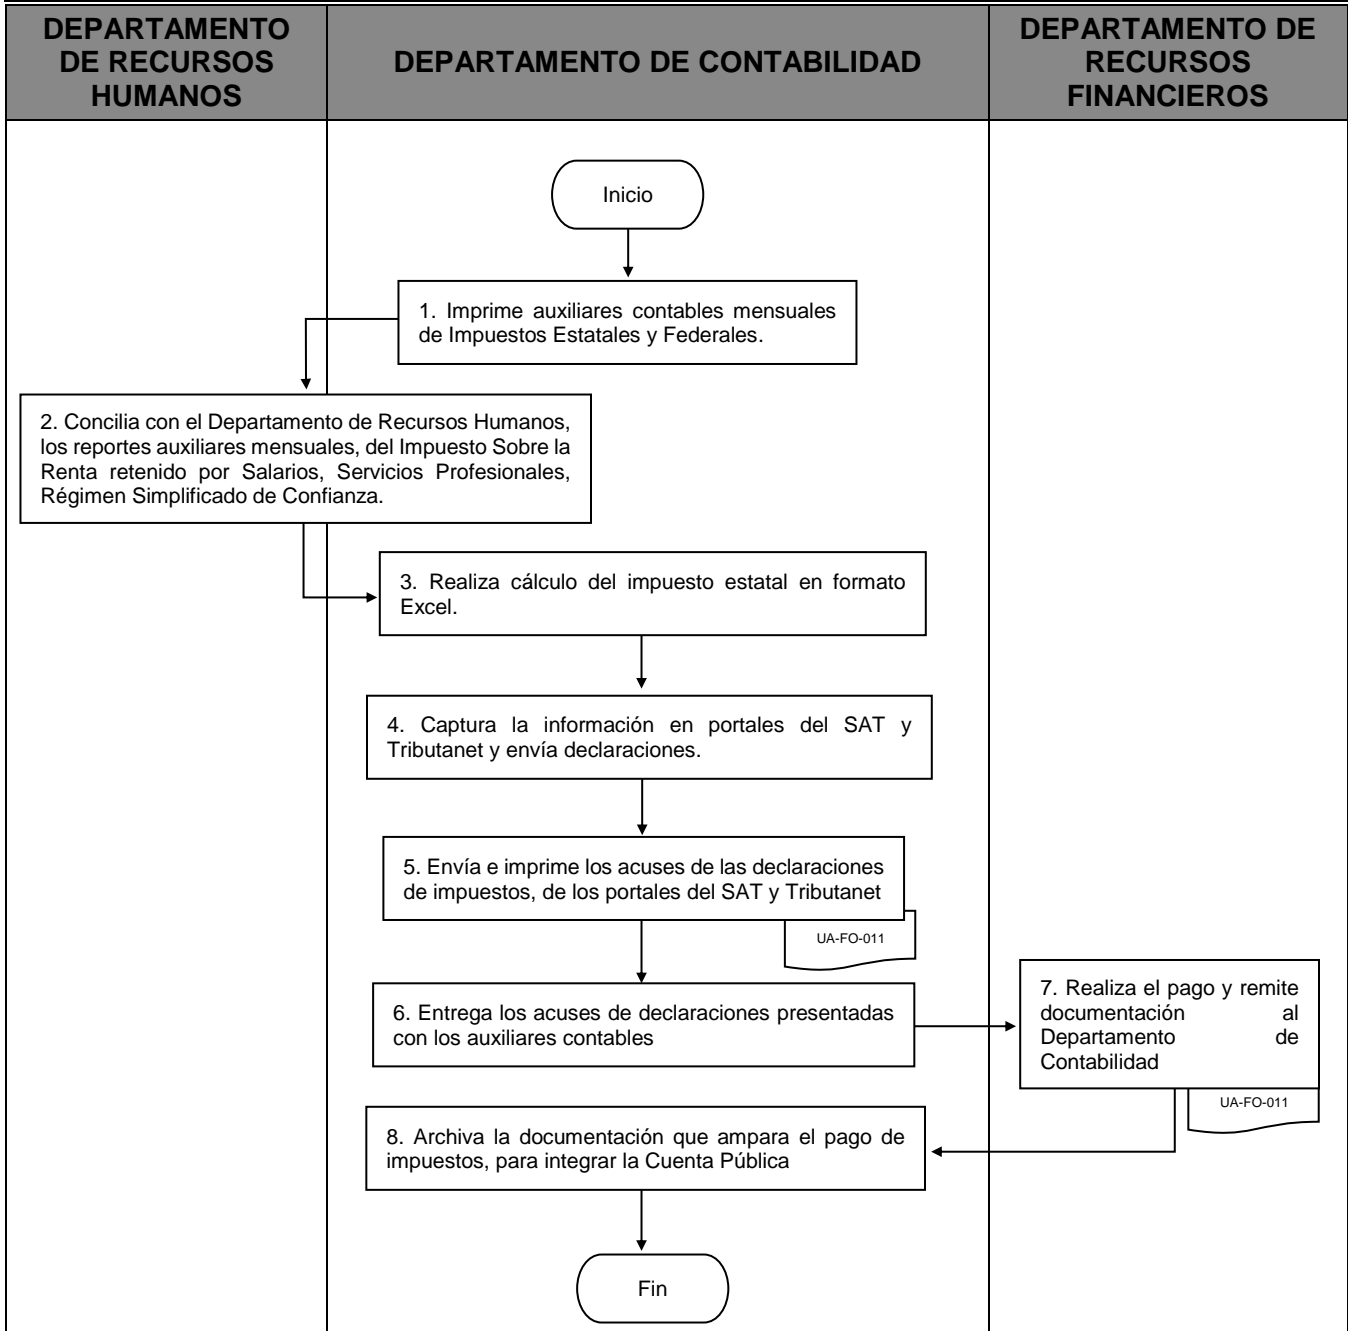 DEPARTAMENTO
DE RECURSOS
HUMANOS
DEPARTAMENTO DE CONTABILIDAD
DEPARTAMENTO DE
RECURSOS
FINANCIEROS
Inicio
1. Imprime auxiliares contables mensuales
de Impuestos Estatales y Federales.
2. Concilia con el Departamento de Recursos Humanos,
los reportes auxiliares mensuales, del Impuesto Sobre la
Renta retenido por Salarios, Servicios Profesionales,
Régimen Simplificado de Confianza.
3. Realiza cálculo del impuesto estatal en formato
Excel.
4. Captura la información en portales del SAT y
Tributanet y envía declaraciones.
5. Envía e imprime los acuses de las declaraciones
de impuestos, de los portales del SAT y Tributanet
UA-FO-011
6. Entrega los acuses de declaraciones presentadas
con los auxiliares contables
7. Realiza el pago y remite
documentación al
Departamento de
Contabilidad
UA-FO-011
8. Archiva la documentación que ampara el pago de
impuestos, para integrar la Cuenta Pública
Fin